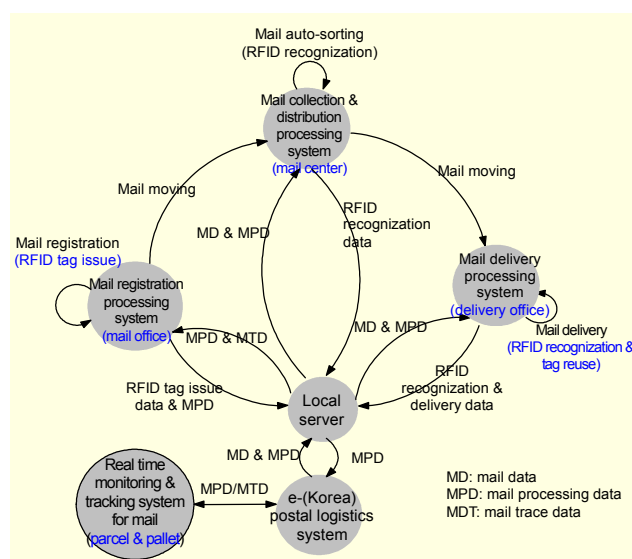 Mail auto-sorting
(RFID recognization)
Mail collection &
distribution
processing
system
(mail center)
Mail moving
Mail moving
RFID
recognization
data
MD & MPD
Mail registration
(RFID tag issue)
Mail registration
processing
system
(mail office)
Mail delivery
processing
system
(delivery office)
Mail delivery
(RFID recognization &
tag reuse)
MPD & MTD
MD & MPD
RFID tag issue
data & MPD
RFID
recognization &
delivery data
Local
server
MD & MPD
MPD
Real time
monitoring &
tracking system
for mail
(parcel & pallet)
MPD/MTD
e-(Korea)
postal logistics
system
MD: mail data
MPD: mail processing data
MDT: mail trace data